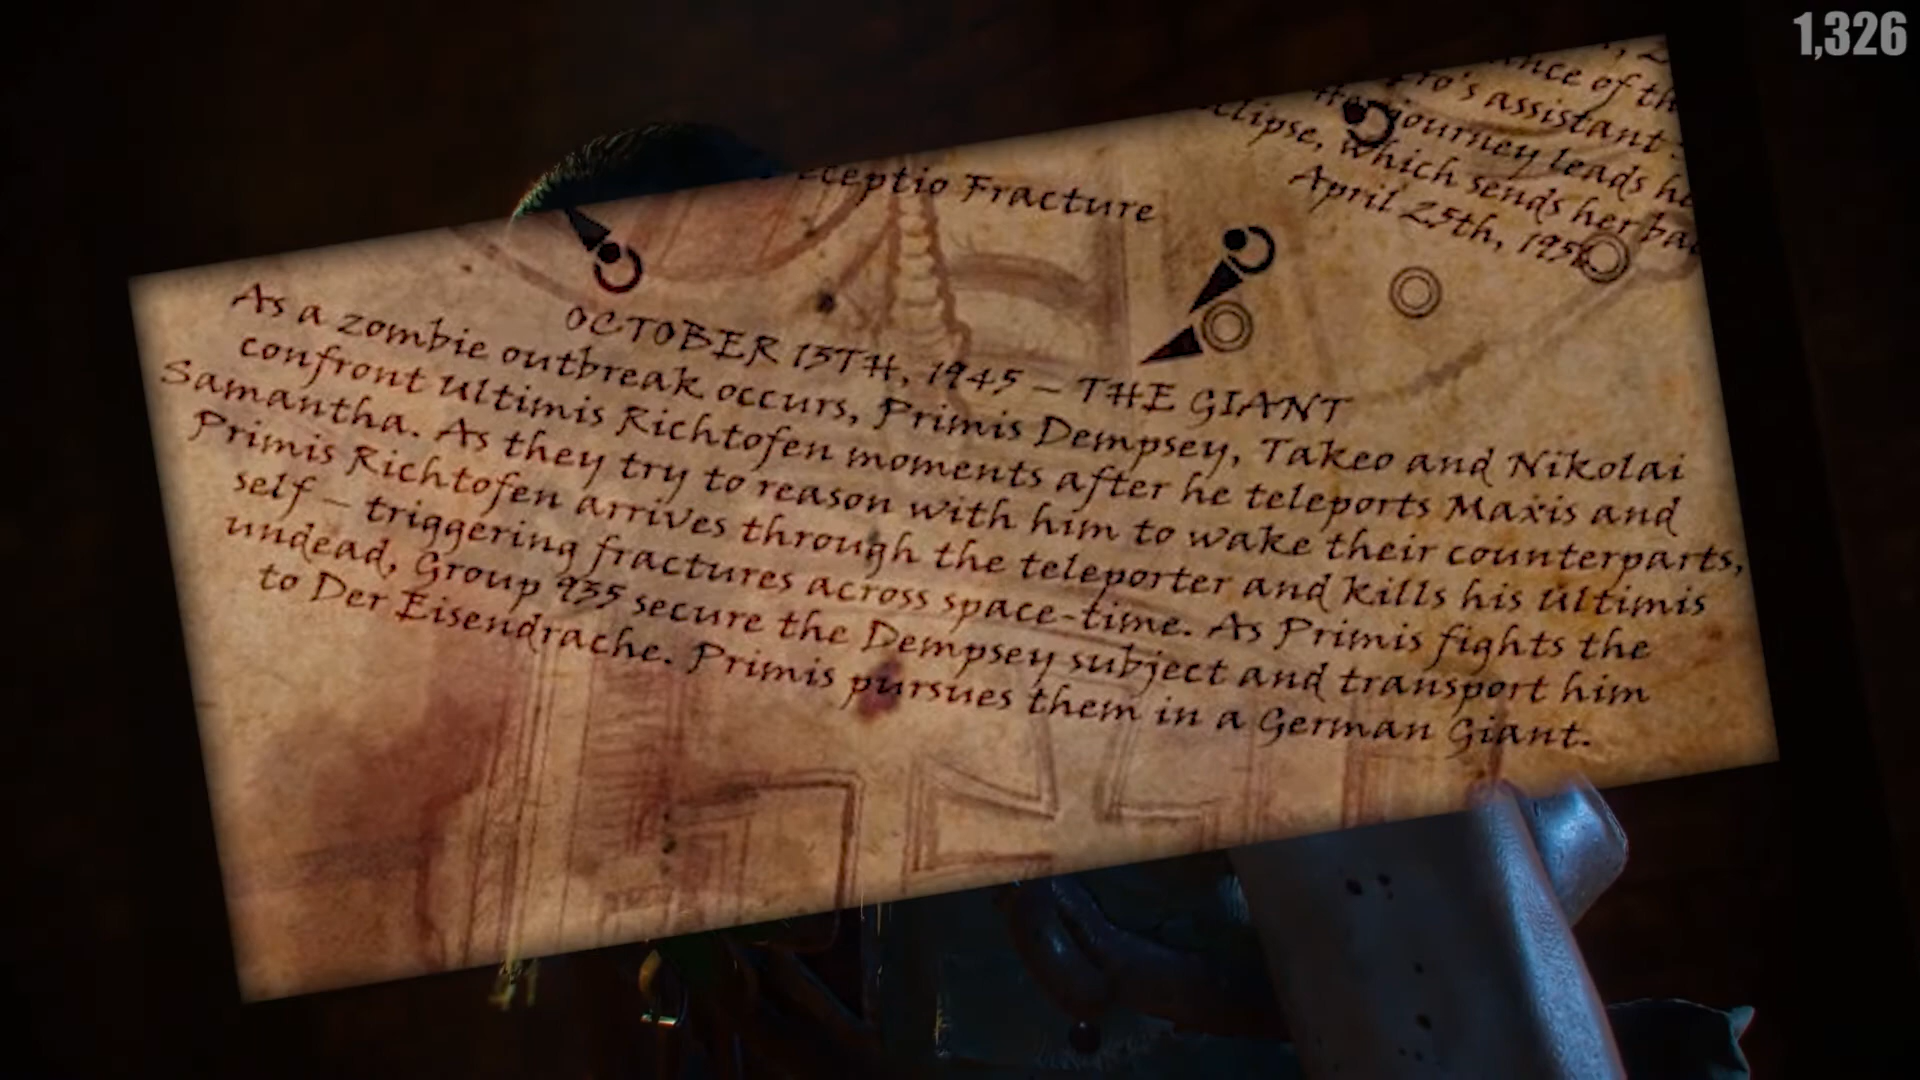 1,326
nce of th
ro's assistant
journey leads he
clipse, which sends her bac
April 25th, 195
ceptio Fracture
OCTOBER 13TH, 1945 – THE GIANT
As a zombie outbreak occurs, Primis Dempsey, Takeo and Nikolai
confront Ultimis Richtofen moments after he teleports Maxis and
Samantha. As they try to reason with him to wake their counterparts,
Primis Richtofen arrives through the teleporter and kills his Ultimis
self – triggering fractures across space-time. As Primis fights the
undead, Group 935 secure the Dempsey subject and transport him
to Der Eisendrache. Primis pursues them in a German Giant.